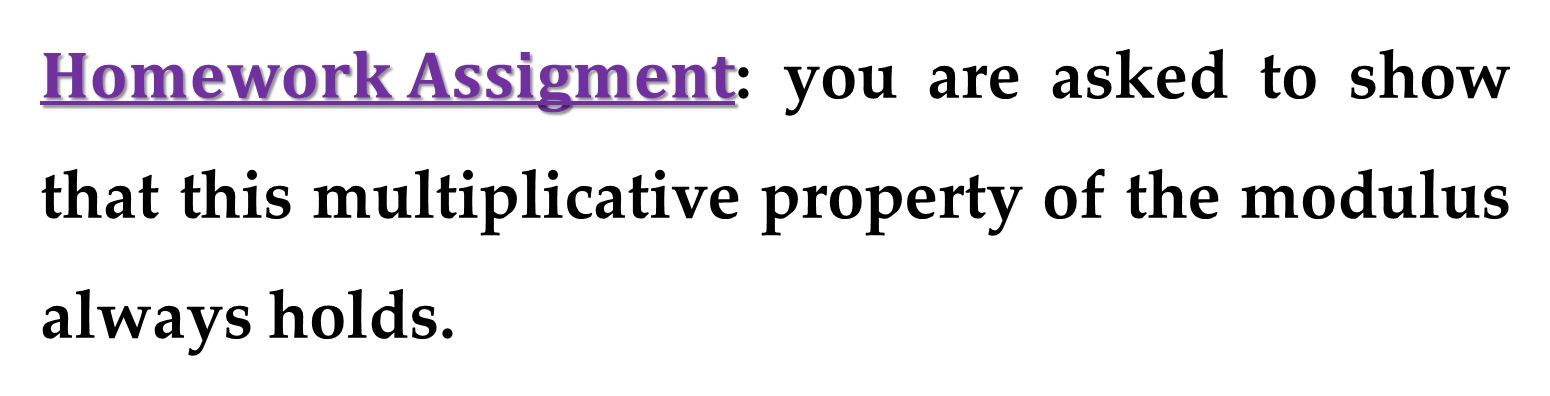 Homework Assigment: you are asked to show
that this multiplicative property of the modulus
always holds.